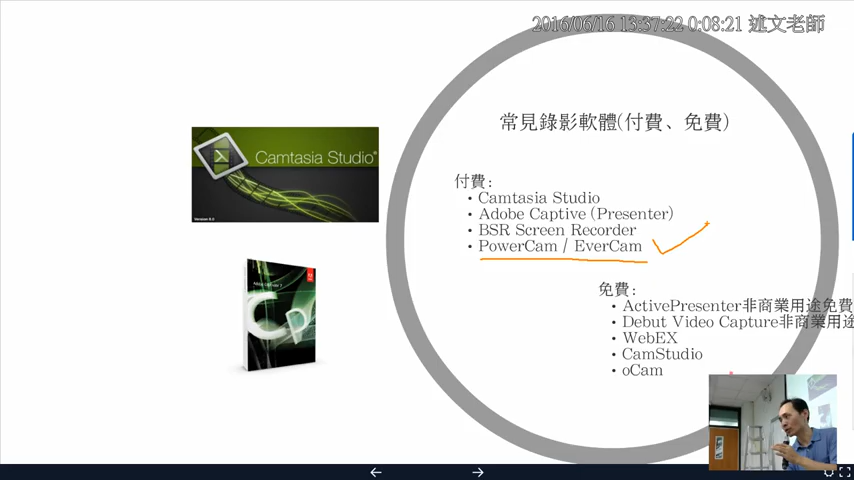 2016/06/16 13:37:22 0:08:21 述文老師
常見錄影軟體(付費、免費)
Camtasia Studio
付費:
• Camtasia Studio
• Adobe Captive (Presenter)
• BSR Screen Recorder
• PowerCam / EverCam
免費:
• ActivePresenter非商業用途免費
• Debut Video Capture非商業用途
• WebEX
• CamStudio
• oCam